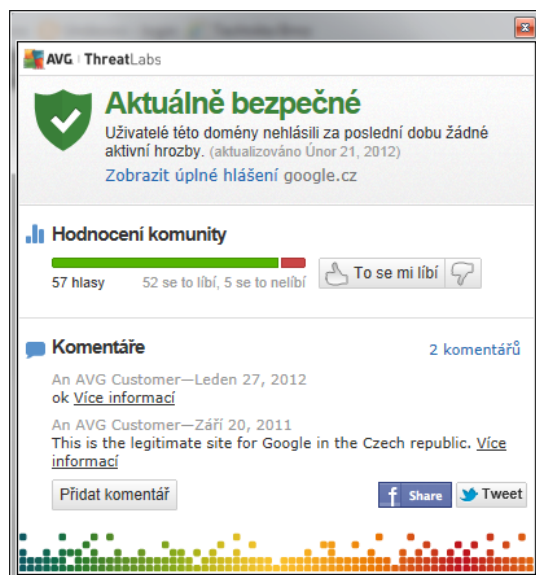 AVG ThreatLabs
Aktuálně bezpečné
Uživatelé této domény nehlásili za poslední dobu žádné
aktivní hrozby. (aktualizováno Únor 21, 2012)
Zobrazit úplné hlášení google.cz
Hodnocení komunity
57 hlasy 52 se to líbí, 5 se to nelíbí
To se mi líbí
Komentáře 2 komentářů
An AVG Customer—Leden 27, 2012
ok Více informací
An AVG Customer—Září 20, 2011
This is the legitimate site for Google in the Czech republic. Více
informací
Přidat komentář
f Share
Tweet